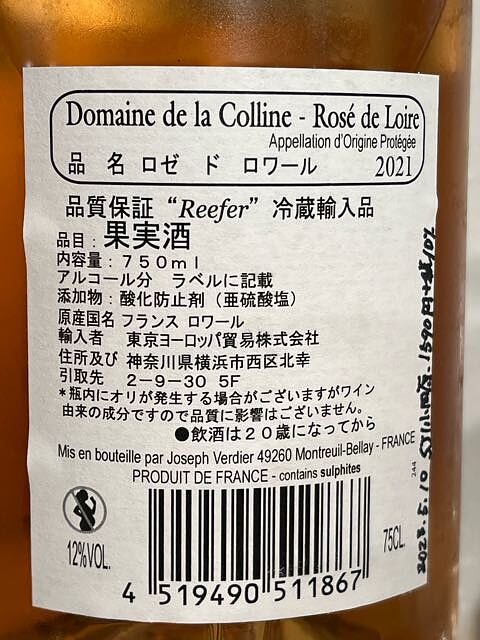 Domaine de la Colline - Rosé de Loire
Appellation d'Origine Protégée
品 名 ロゼ ド ロワール 2021
品質保証 “Reefer” 冷蔵輸入品
品目：果実酒
内容量：７５０ｍｌ
アルコール分 ラベルに記載
添加物：酸化防止剤（亜硫酸塩）
原産国名 フランス ロワール
輸入者 東京ヨーロッパ貿易株式会社
住所及び 神奈川県横浜市西区北幸
引取先 ２－９－３０ ５Ｆ
＊瓶内にオリが発生する場合がございますがワイン
由来の成分ですので品質に影響はございません。
●飲酒は２０歳になってから
Mis en bouteille par Joseph Verdier 49260 Montreuil-Bellay - FRANCE
PRODUIT DE FRANCE - contains sulphites
244
12%VOL.
75CL.
4 519490 511867